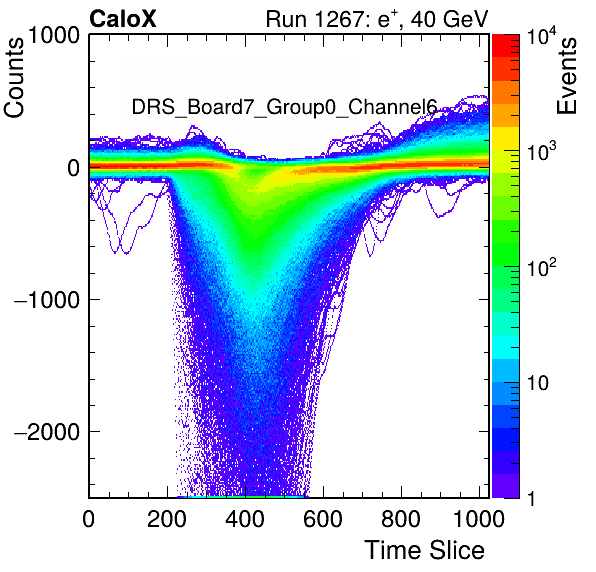 CaloX Run 1267: e+, 40 GeV
DRS_Board7_Group0_Channel6
Counts
1000
0
−1000
−2000
0 200 400 600 800 1000
Time Slice
Events
10^4
10^3
10^2
10
1